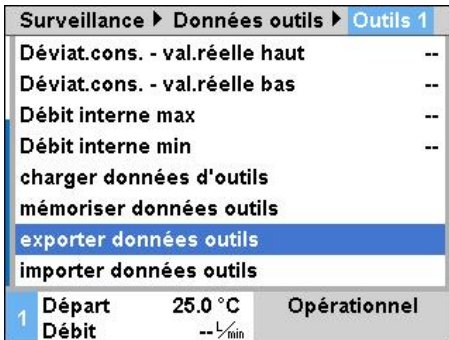 Surveillance ▶ Données outils ▶ Outils 1
Déviat.cons. - val.réelle haut --
Déviat.cons. - val.réelle bas --
Débit interne max --
Débit interne min --
charger données d'outils
mémoriser données outils
exporter données outils
importer données outils
1 Départ 25.0 °C Opérationnel
Débit -- L/min